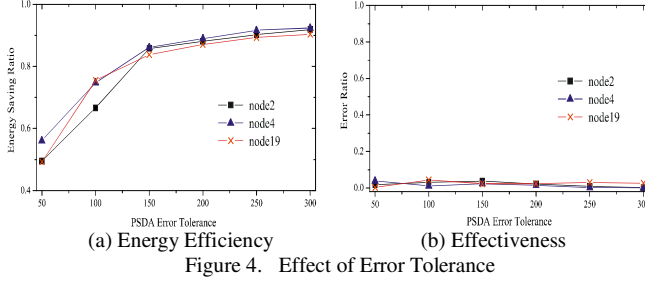 1.0
0.8
0.6
0.4
Energy Saving Ratio
node2
node4
node19
50 100 150 200 250 300
PSDA Error Tolerance
(a) Energy Efficiency
1.0
0.8
0.6
0.4
0.2
0.0
Error Ratio
node2
node4
node19
50 100 150 200 250 300
PSDA Error Tolerance
(b) Effectiveness
Figure 4. Effect of Error Tolerance